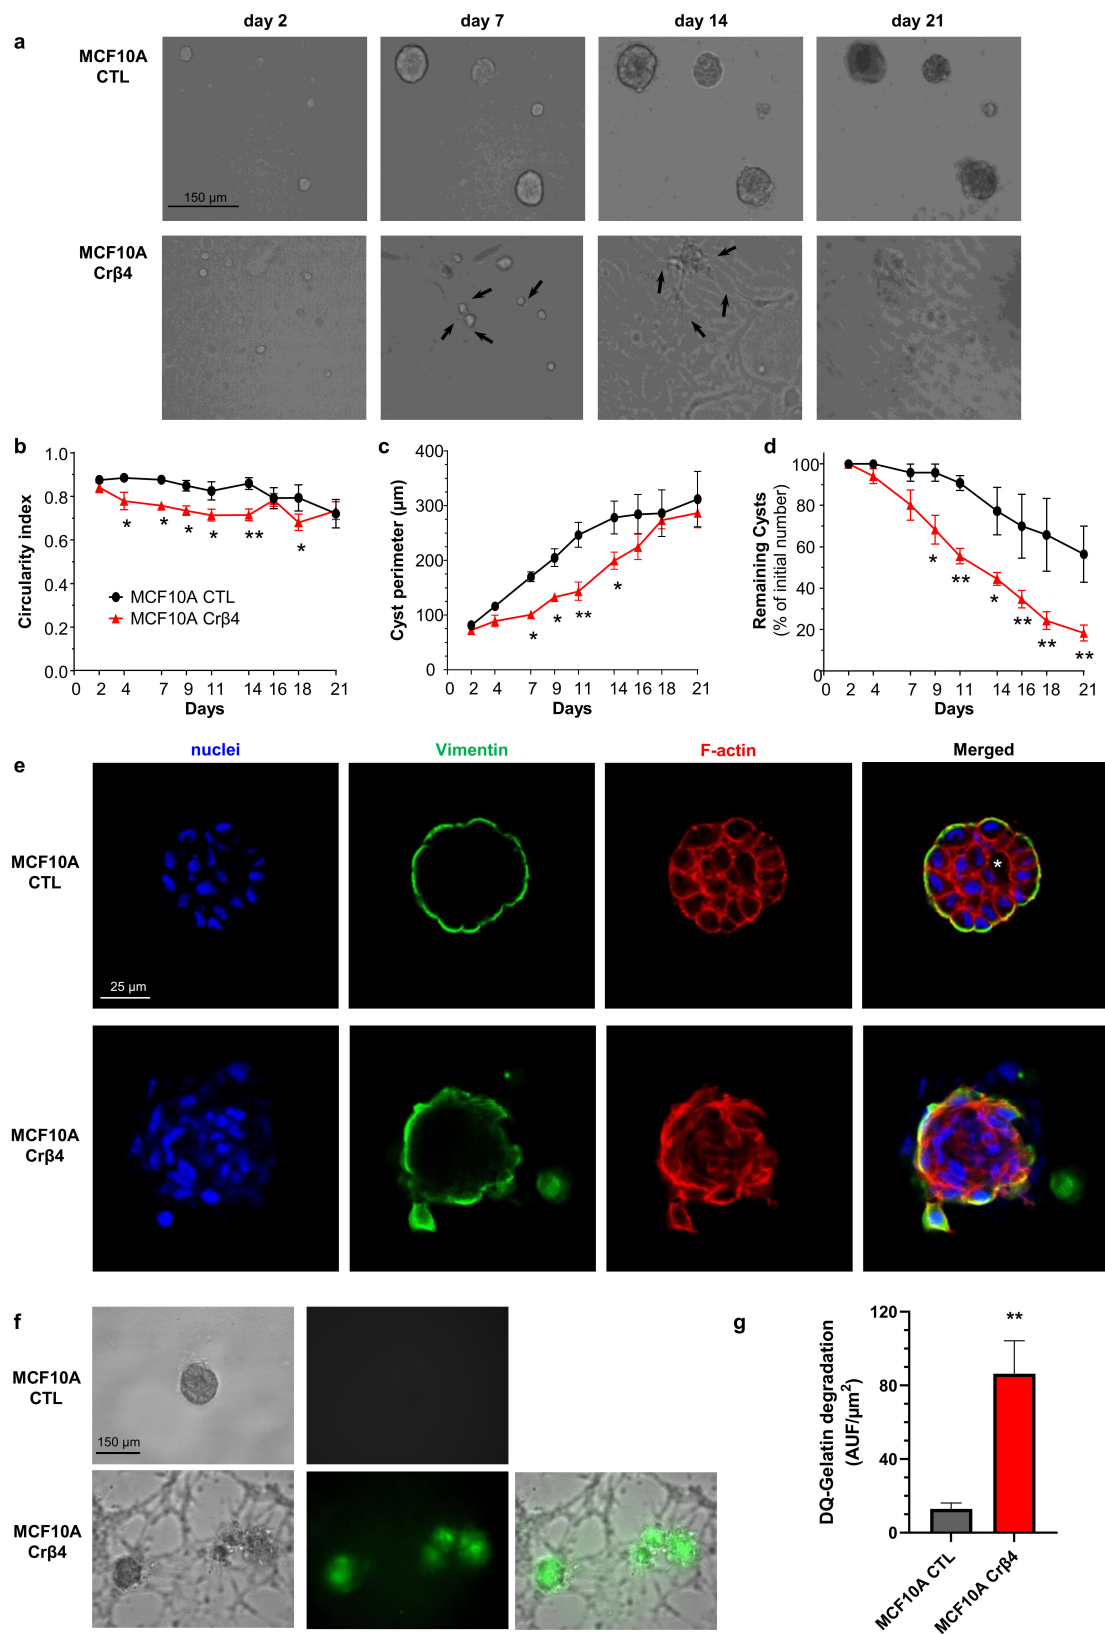 day 2 day 7 day 14 day 21
a
MCF10A
CTL
150 µm
MCF10A
Crβ4
b
1.0
0.8
0.6
0.4
0.2
0.0
Circularity index
* * * * ** *
MCF10A CTL
MCF10A Crβ4
0 2 4 7 9 11 14 16 18 21
Days
c
400
300
200
100
0
Cyst perimeter (µm)
* * ** *
0 2 4 7 9 11 14 16 18 21
Days
d
100
80
60
40
20
0
Remaining Cysts
(% of initial number)
* ** * ** ** **
0 2 4 7 9 11 14 16 18 21
Days
e
nuclei Vimentin F-actin Merged
MCF10A
CTL
*
25 µm
MCF10A
Crβ4
f
MCF10A
CTL
150 µm
MCF10A
Crβ4
g
120
80
40
0
DQ-Gelatin degradation
(AUF/µm²)
**
MCF10A CTL
MCF10A Crβ4